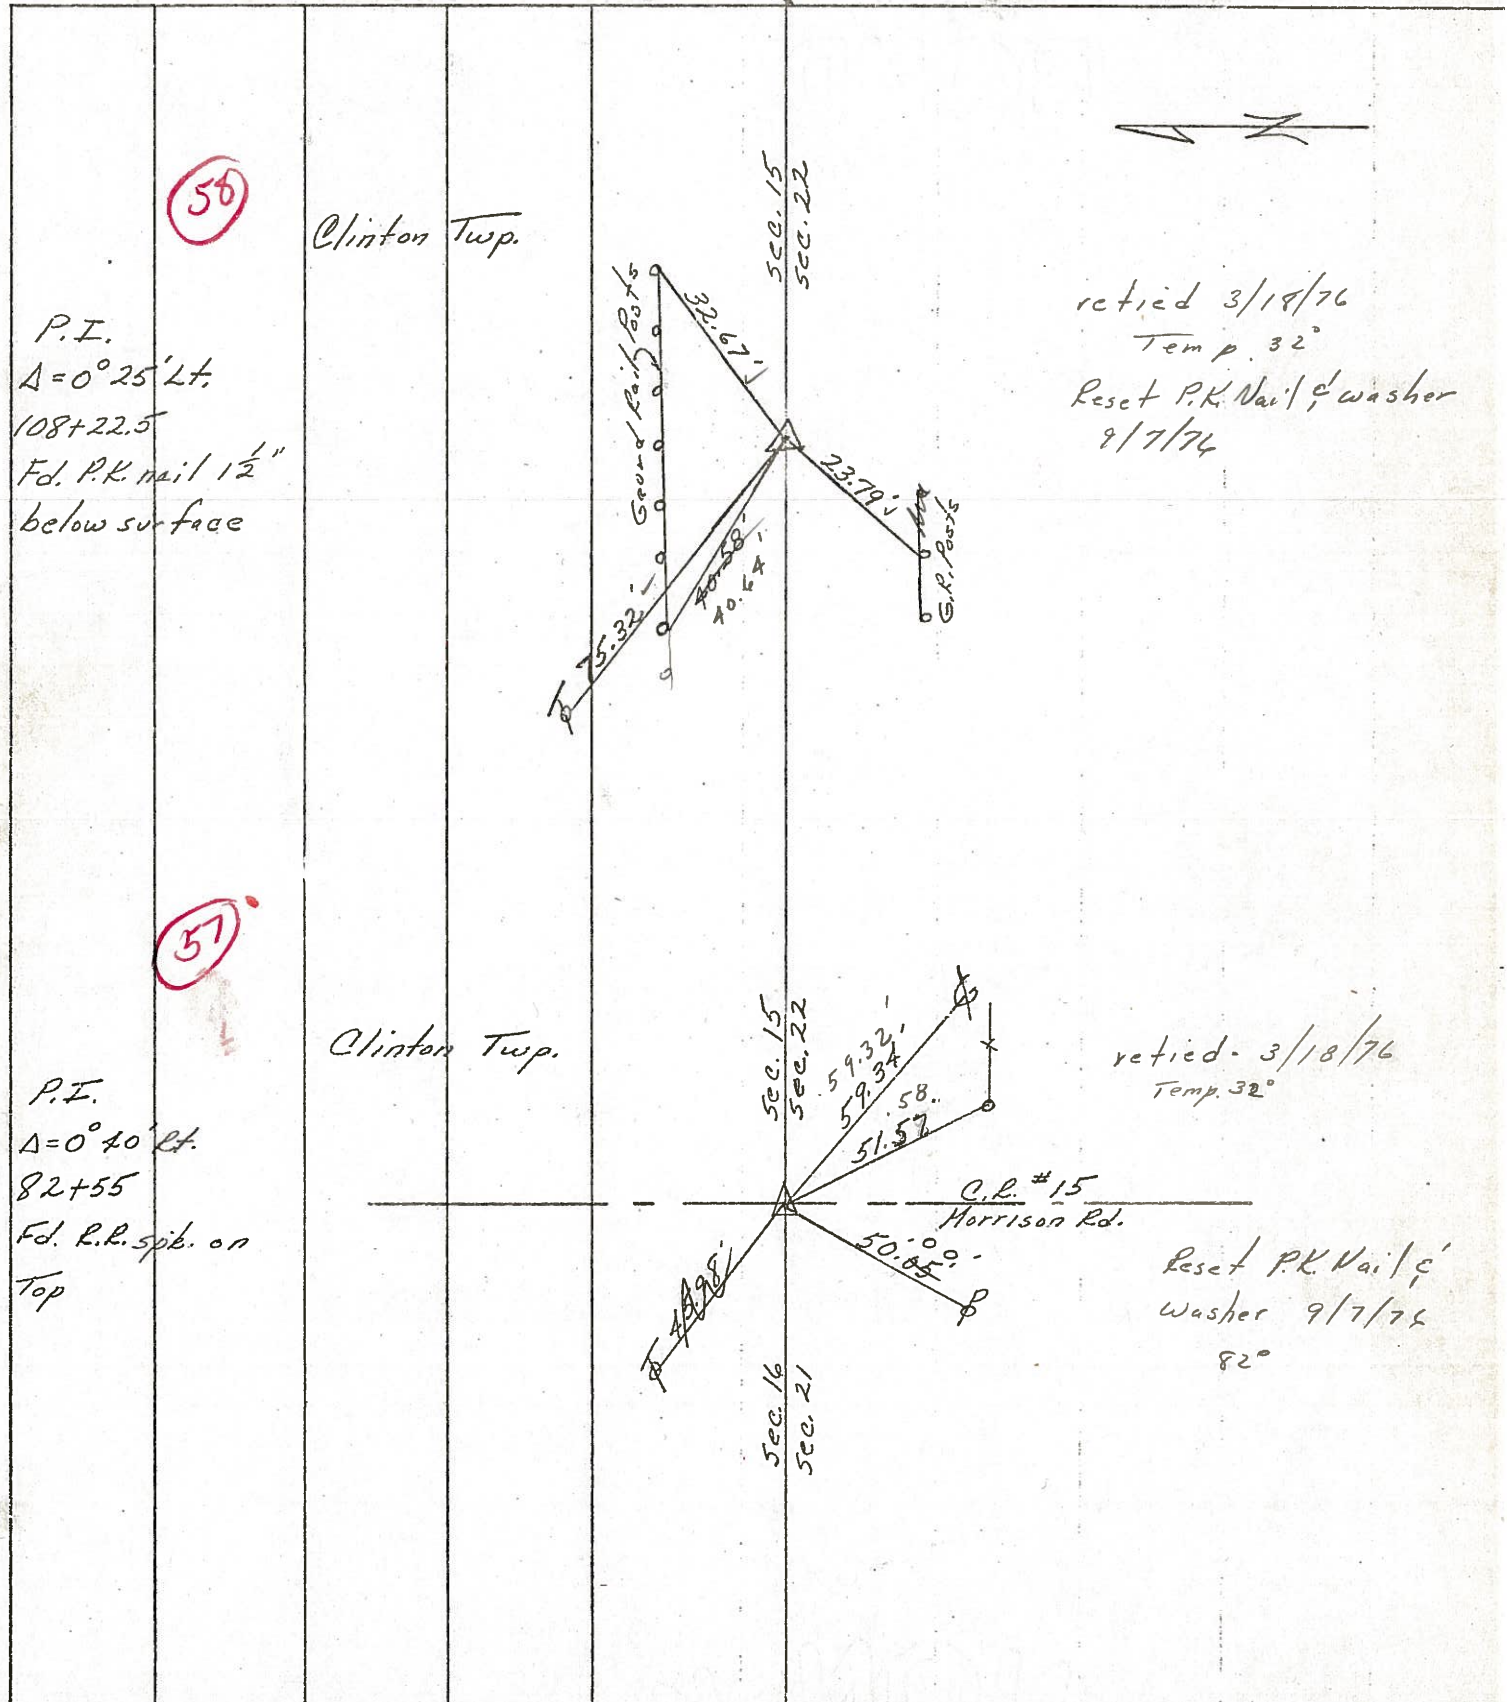 58
Clinton Twp.
Sec. 15
Sec. 22
P.I.
Δ=0°25' Lt.
108+22.5
Fd. P.K. nail 1½"
below surface
Guard Rail Posts
32.67'
23.79'
40.58'
40.64'
75.32'
G.R. Posts
retied 3/18/76
Temp. 32°
Reset P.K. Nail & washer
9/7/76
57
Clinton Twp.
Sec. 15
Sec. 22
P.I.
Δ=0°40' Rt.
82+55
Fd. R.R. spk. on
Top
59.32'
59.34'
.58
51.57
C.R. #15
Morrison Rd.
50.05
.00
Sec. 16
Sec. 21
retied - 3/18/76
Temp. 32°
Reset P.K. Nail &
washer 9/7/76
82°